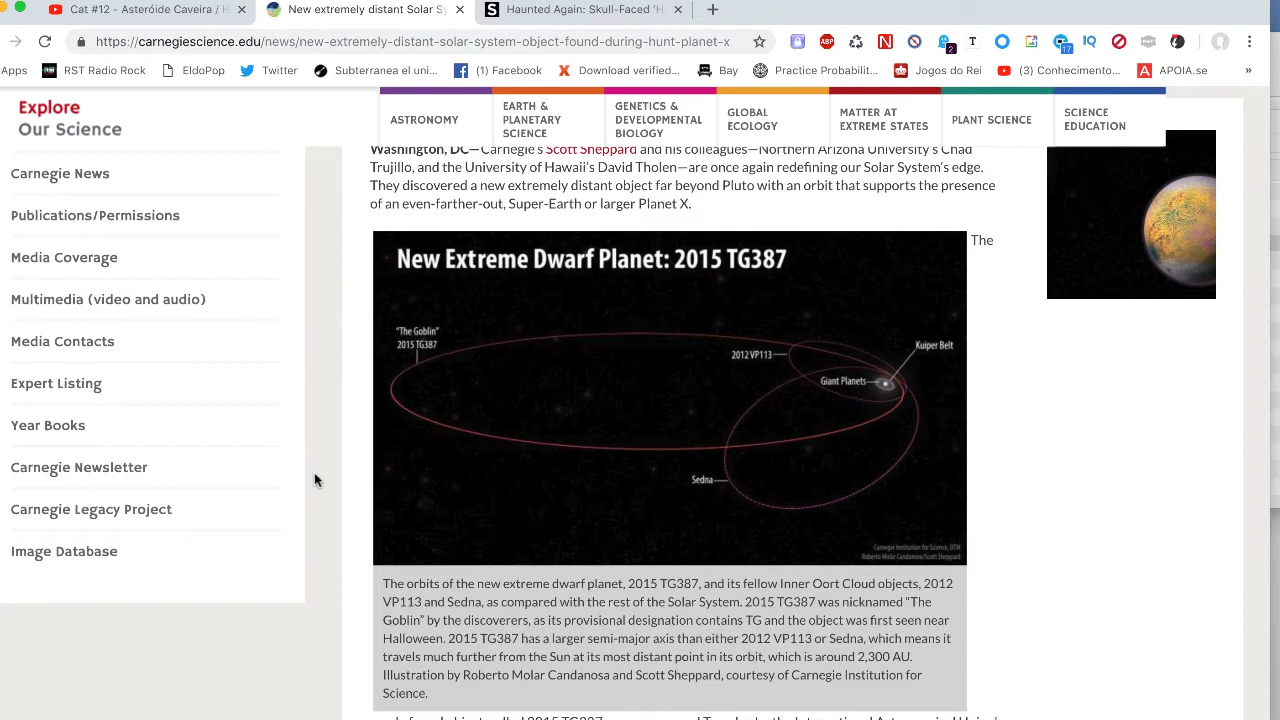 Cat #12 - Asteróide Caveira / H
New extremely distant Solar Sy
Haunted Again: Skull-Faced 'H
https://carnegiescience.edu/news/new-extremely-distant-solar-system-object-found-during-hunt-planet-x
2
17
Apps
RST Radio Rock
EldoPop
Twitter
Subterranea el uni...
(1) Facebook
Download verified...
Bay
Practice Probabilit...
Jogos do Rei
(3) Conhecimento...
APOIA.se
»
Explore
Our Science
Carnegie News
Publications/Permissions
Media Coverage
Multimedia (video and audio)
Media Contacts
Expert Listing
Year Books
Carnegie Newsletter
Carnegie Legacy Project
Image Database
ASTRONOMY
EARTH &
PLANETARY
SCIENCE
GENETICS &
DEVELOPMENTAL
BIOLOGY
GLOBAL
ECOLOGY
MATTER AT
EXTREME STATES
PLANT SCIENCE
SCIENCE
EDUCATION
Washington, DC—Carnegie's Scott Sheppard and his colleagues—Northern Arizona University's Chad
Trujillo, and the University of Hawaii's David Tholen—are once again redefining our Solar System's edge.
They discovered a new extremely distant object far beyond Pluto with an orbit that supports the presence
of an even-farther-out, Super-Earth or larger Planet X.
The
New Extreme Dwarf Planet: 2015 TG387
"The Goblin"
2015 TG387
2012 VP113
Kuiper Belt
Giant Planets
Sedna
Carnegie Institution for Science, DTM
Roberto Molar Candanosa/Scott Sheppard
The orbits of the new extreme dwarf planet, 2015 TG387, and its fellow Inner Oort Cloud objects, 2012
VP113 and Sedna, as compared with the rest of the Solar System. 2015 TG387 was nicknamed "The
Goblin" by the discoverers, as its provisional designation contains TG and the object was first seen near
Halloween. 2015 TG387 has a larger semi-major axis than either 2012 VP113 or Sedna, which means it
travels much further from the Sun at its most distant point in its orbit, which is around 2,300 AU.
Illustration by Roberto Molar Candanosa and Scott Sheppard, courtesy of Carnegie Institution for
Science.